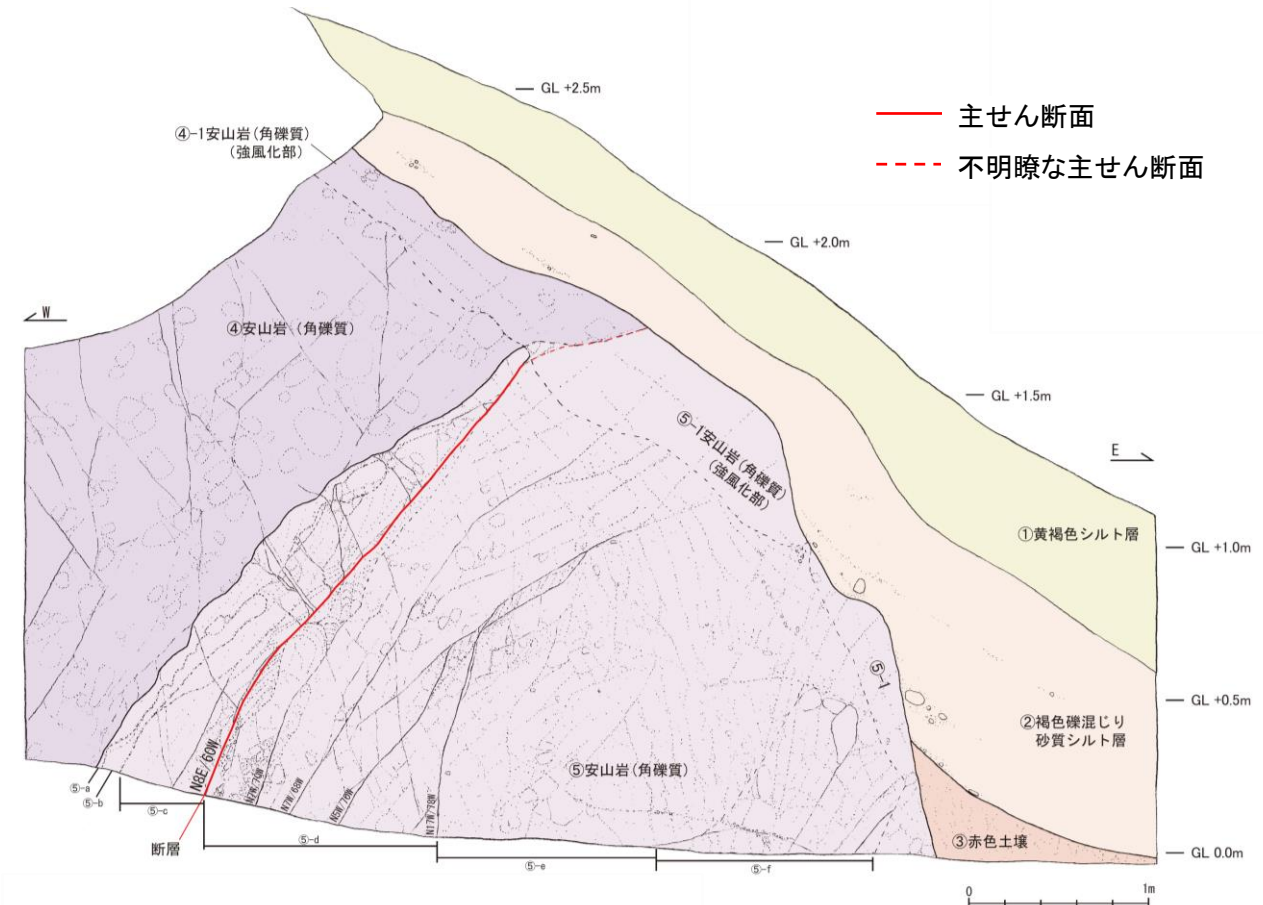 GL +2.5m
主せん断面
不明瞭な主せん断面
④-1安山岩(角礫質)
(強風化部)
GL +2.0m
W
④安山岩(角礫質)
GL +1.5m
⑤-1安山岩(角礫質)
(強風化部)
E
①黄褐色シルト層
GL +1.0m
⑤-1
GL +0.5m
②褐色礫混じり
砂質シルト層
N8E/60W
N7W/68W
N5W/76W
N17W/78W
⑤安山岩(角礫質)
⑤-a
⑤-b
⑤-c
断層
⑤-d
⑤-e
⑤-f
③赤色土壌
GL 0.0m
0
1m